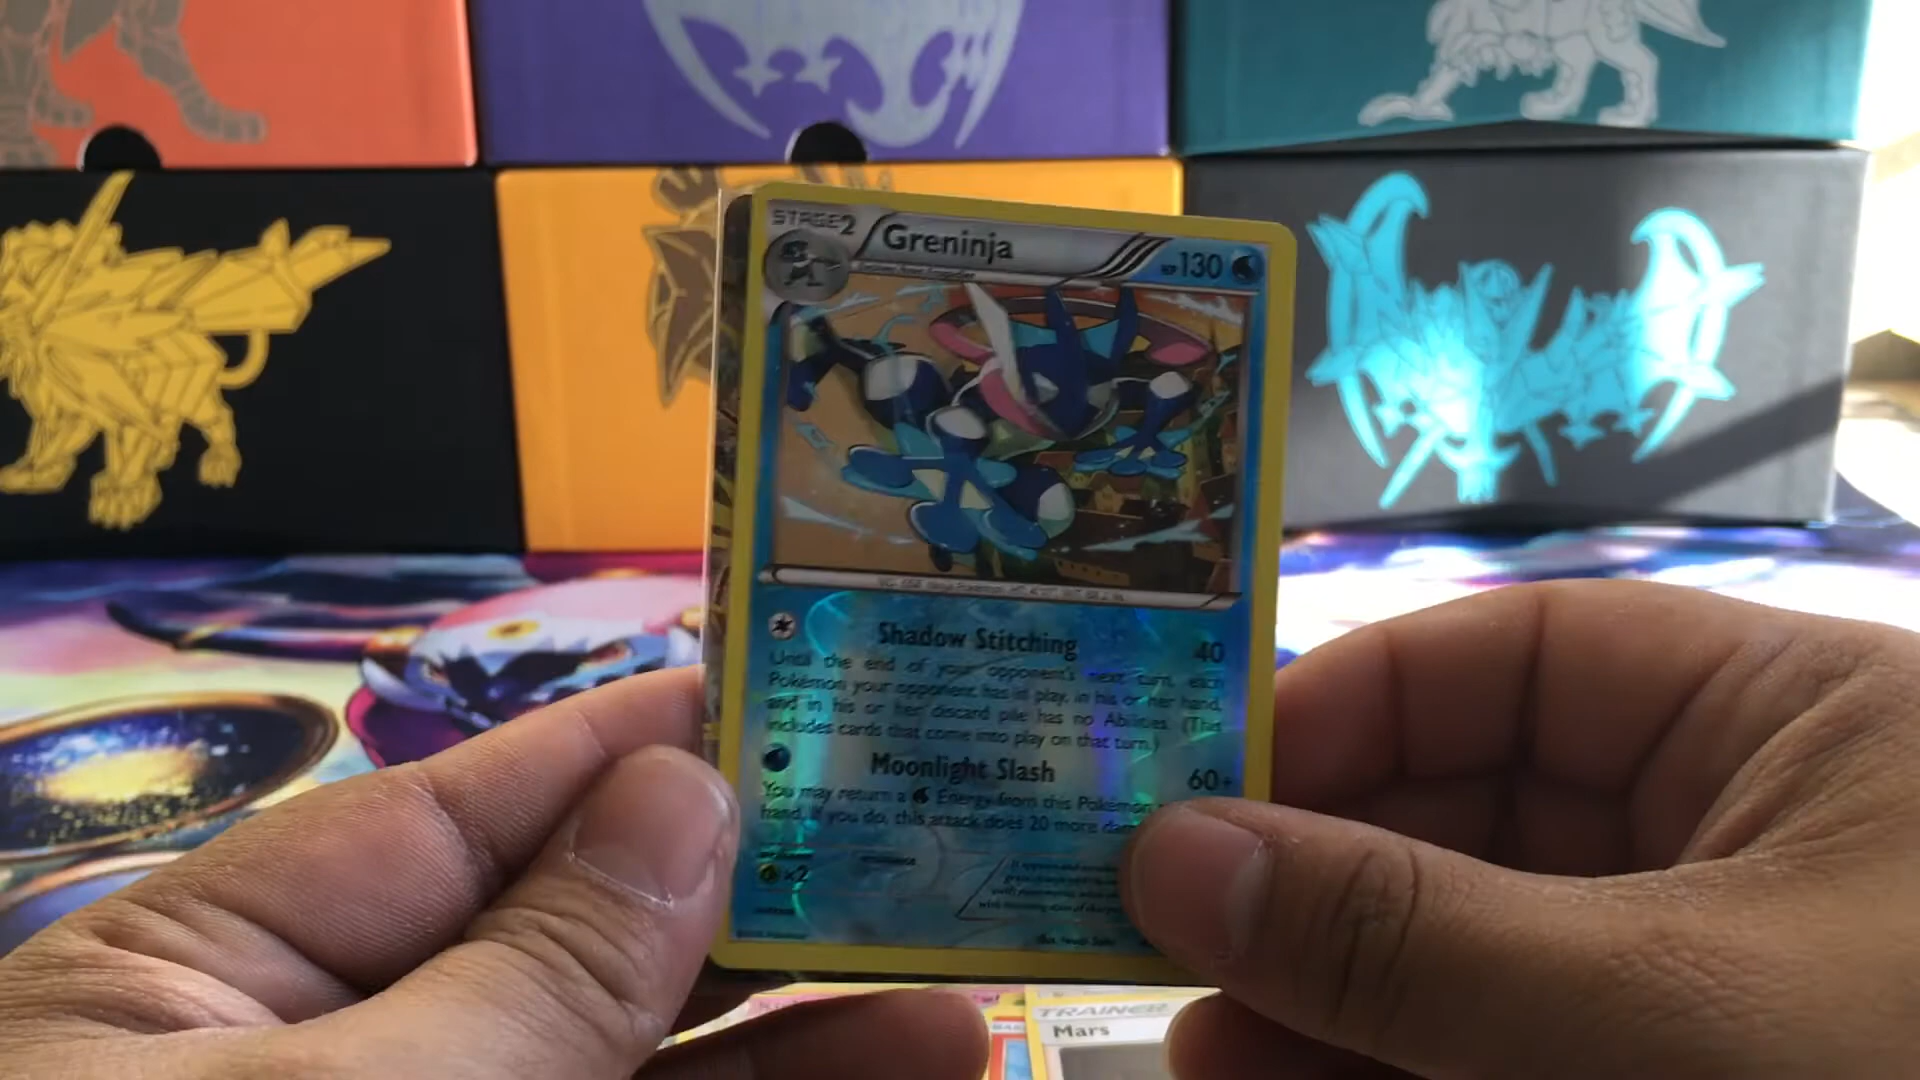 STAGE2
Greninja
HP130
Shadow Stitching 40
Until the end of your opponent's next turn, each
Pokémon your opponent has in play, in his or her hand,
and in his or her discard pile has no Abilities. (This
includes cards that come into play on that turn.)
Moonlight Slash 60+
You may return a Energy from this Pokémon
hand. If you do, this attack does 20 more dam
x2
resistance
TRAINER
Mars